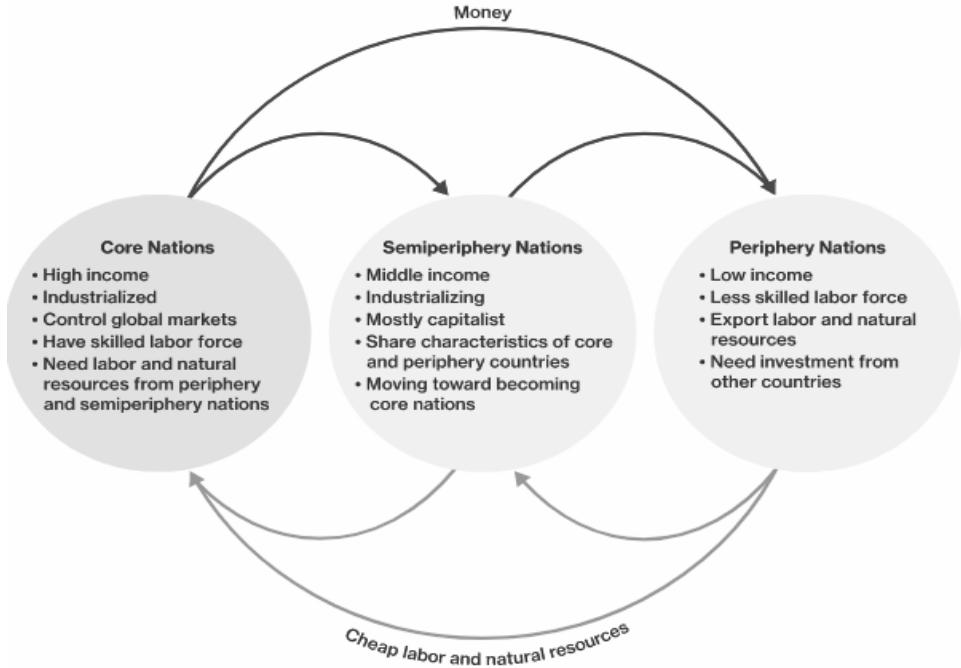 Money
Core Nations
• High income
• Industrialized
• Control global markets
• Have skilled labor force
• Need labor and natural
resources from periphery
and semiperiphery nations
Semiperiphery Nations
• Middle income
• Industrializing
• Mostly capitalist
• Share characteristics of core
and periphery countries
• Moving toward becoming
core nations
Periphery Nations
• Low income
• Less skilled labor force
• Export labor and natural
resources
• Need investment from
other countries
Cheap labor and natural resources